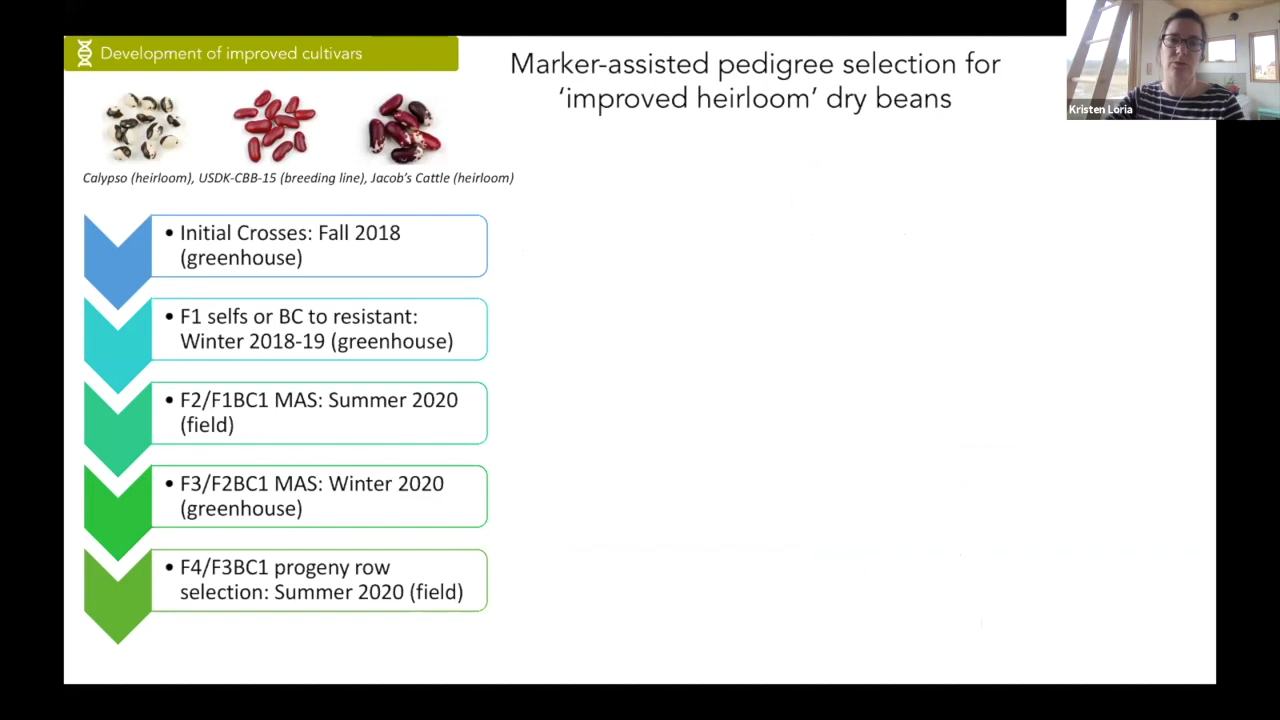 Development of improved cultivars
Marker-assisted pedigree selection for
‘improved heirloom’ dry beans
Kristen Loria
Calypso (heirloom), USDK-CBB-15 (breeding line), Jacob’s Cattle (heirloom)
• Initial Crosses: Fall 2018
(greenhouse)
• F1 selfs or BC to resistant:
Winter 2018-19 (greenhouse)
• F2/F1BC1 MAS: Summer 2020
(field)
• F3/F2BC1 MAS: Winter 2020
(greenhouse)
• F4/F3BC1 progeny row
selection: Summer 2020 (field)